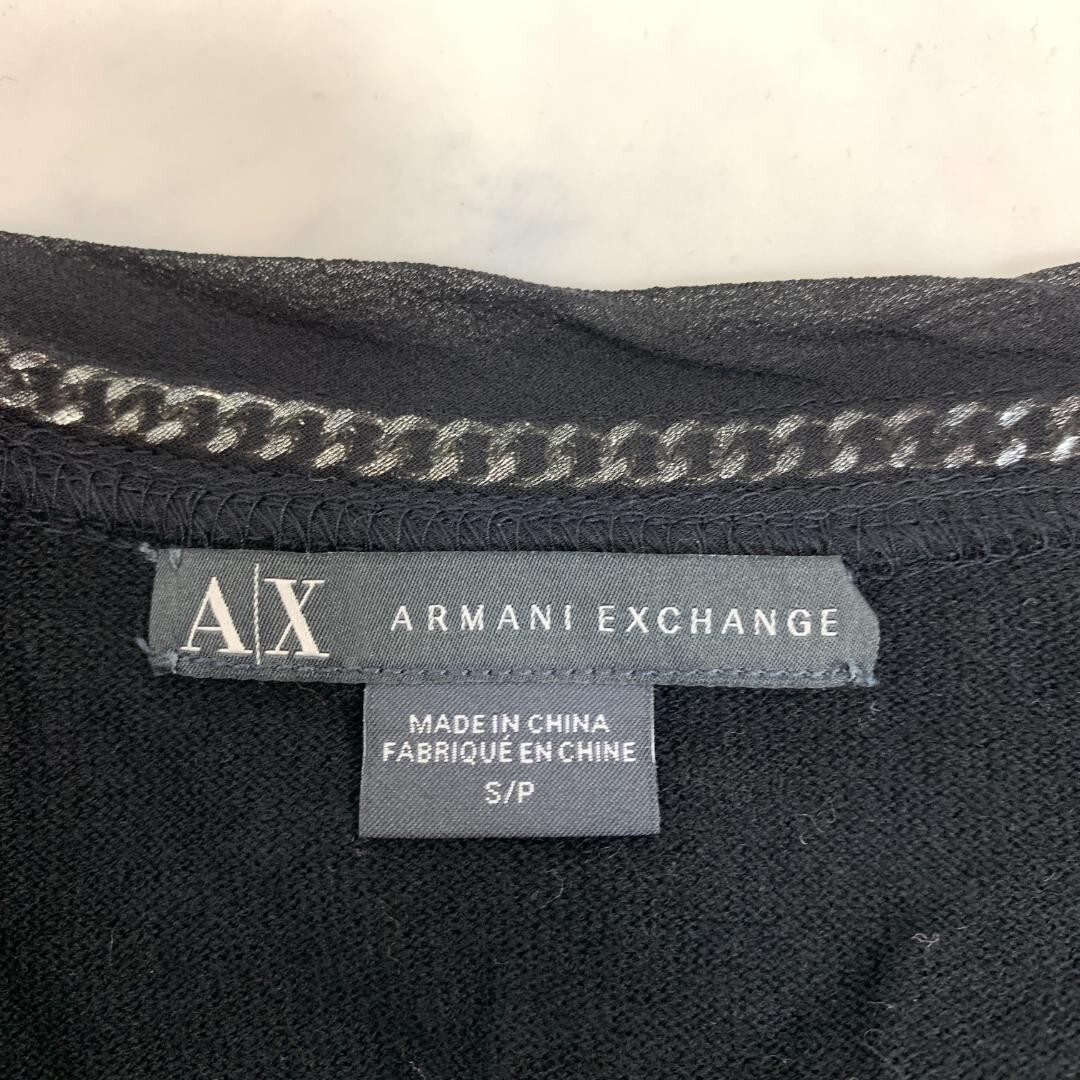 A|X ARMANI EXCHANGE
MADE IN CHINA
FABRIQUÉ EN CHINE
S/P